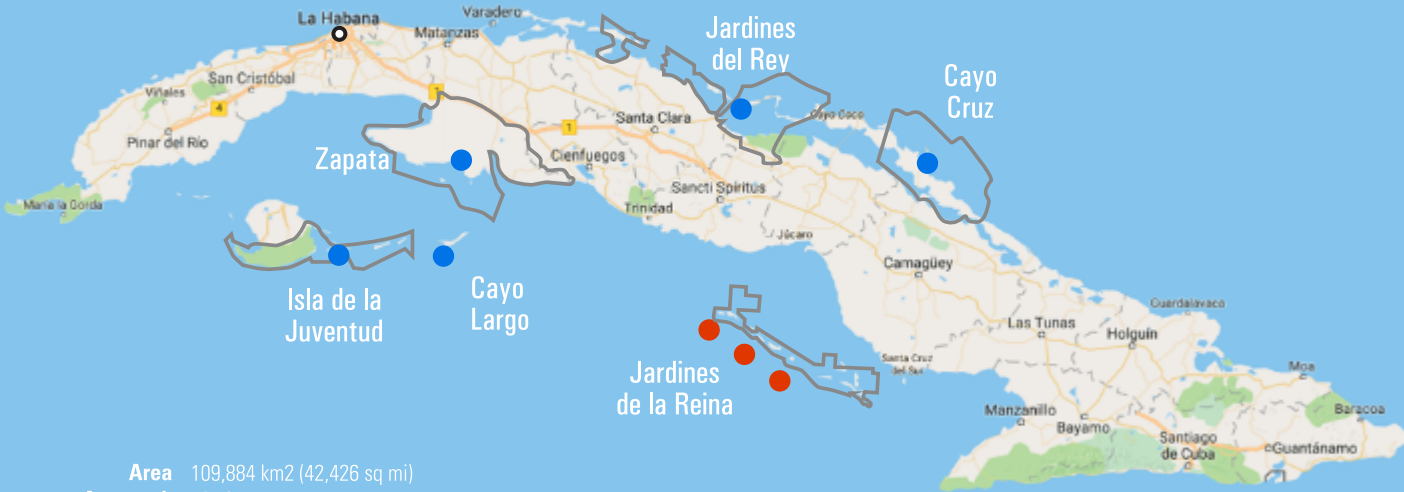 La Habana
Varadero
Matanzas
Jardines
del Rey
San Cristóbal
Viñales
Cayo
Cruz
4
1
Pinar del Río
Santa Clara
Cayo Coco
1
Zapata
Cienfuegos
Sancti Spíritus
María la Gorda
Trinidad
Júcaro
Camagüey
Isla de la
Juventud
Cayo
Largo
Guardalavaca
Las Tunas
Holguín
Santa Cruz
del Sur
Jardines
de la Reina
Moa
Manzanillo
Bayamo
Baracoa
Santiago
de Cuba
Guantánamo
Area 109,884 km2 (42,426 sq mi)